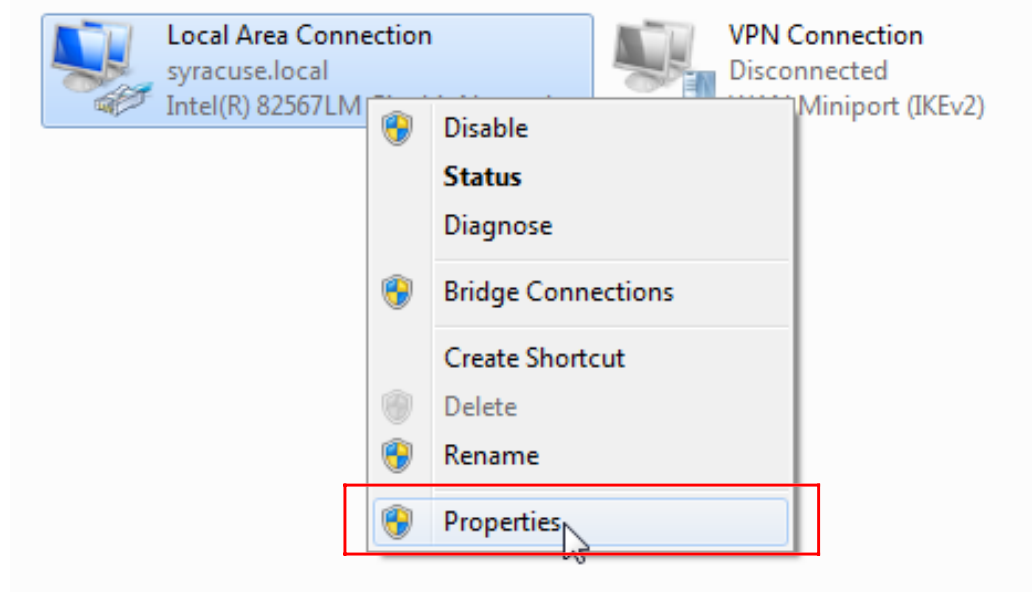 Local Area Connection
syracuse.local
Intel(R) 82567LM
VPN Connection
Disconnected
Miniport (IKEv2)
Disable
Status
Diagnose
Bridge Connections
Create Shortcut
Delete
Rename
Properties